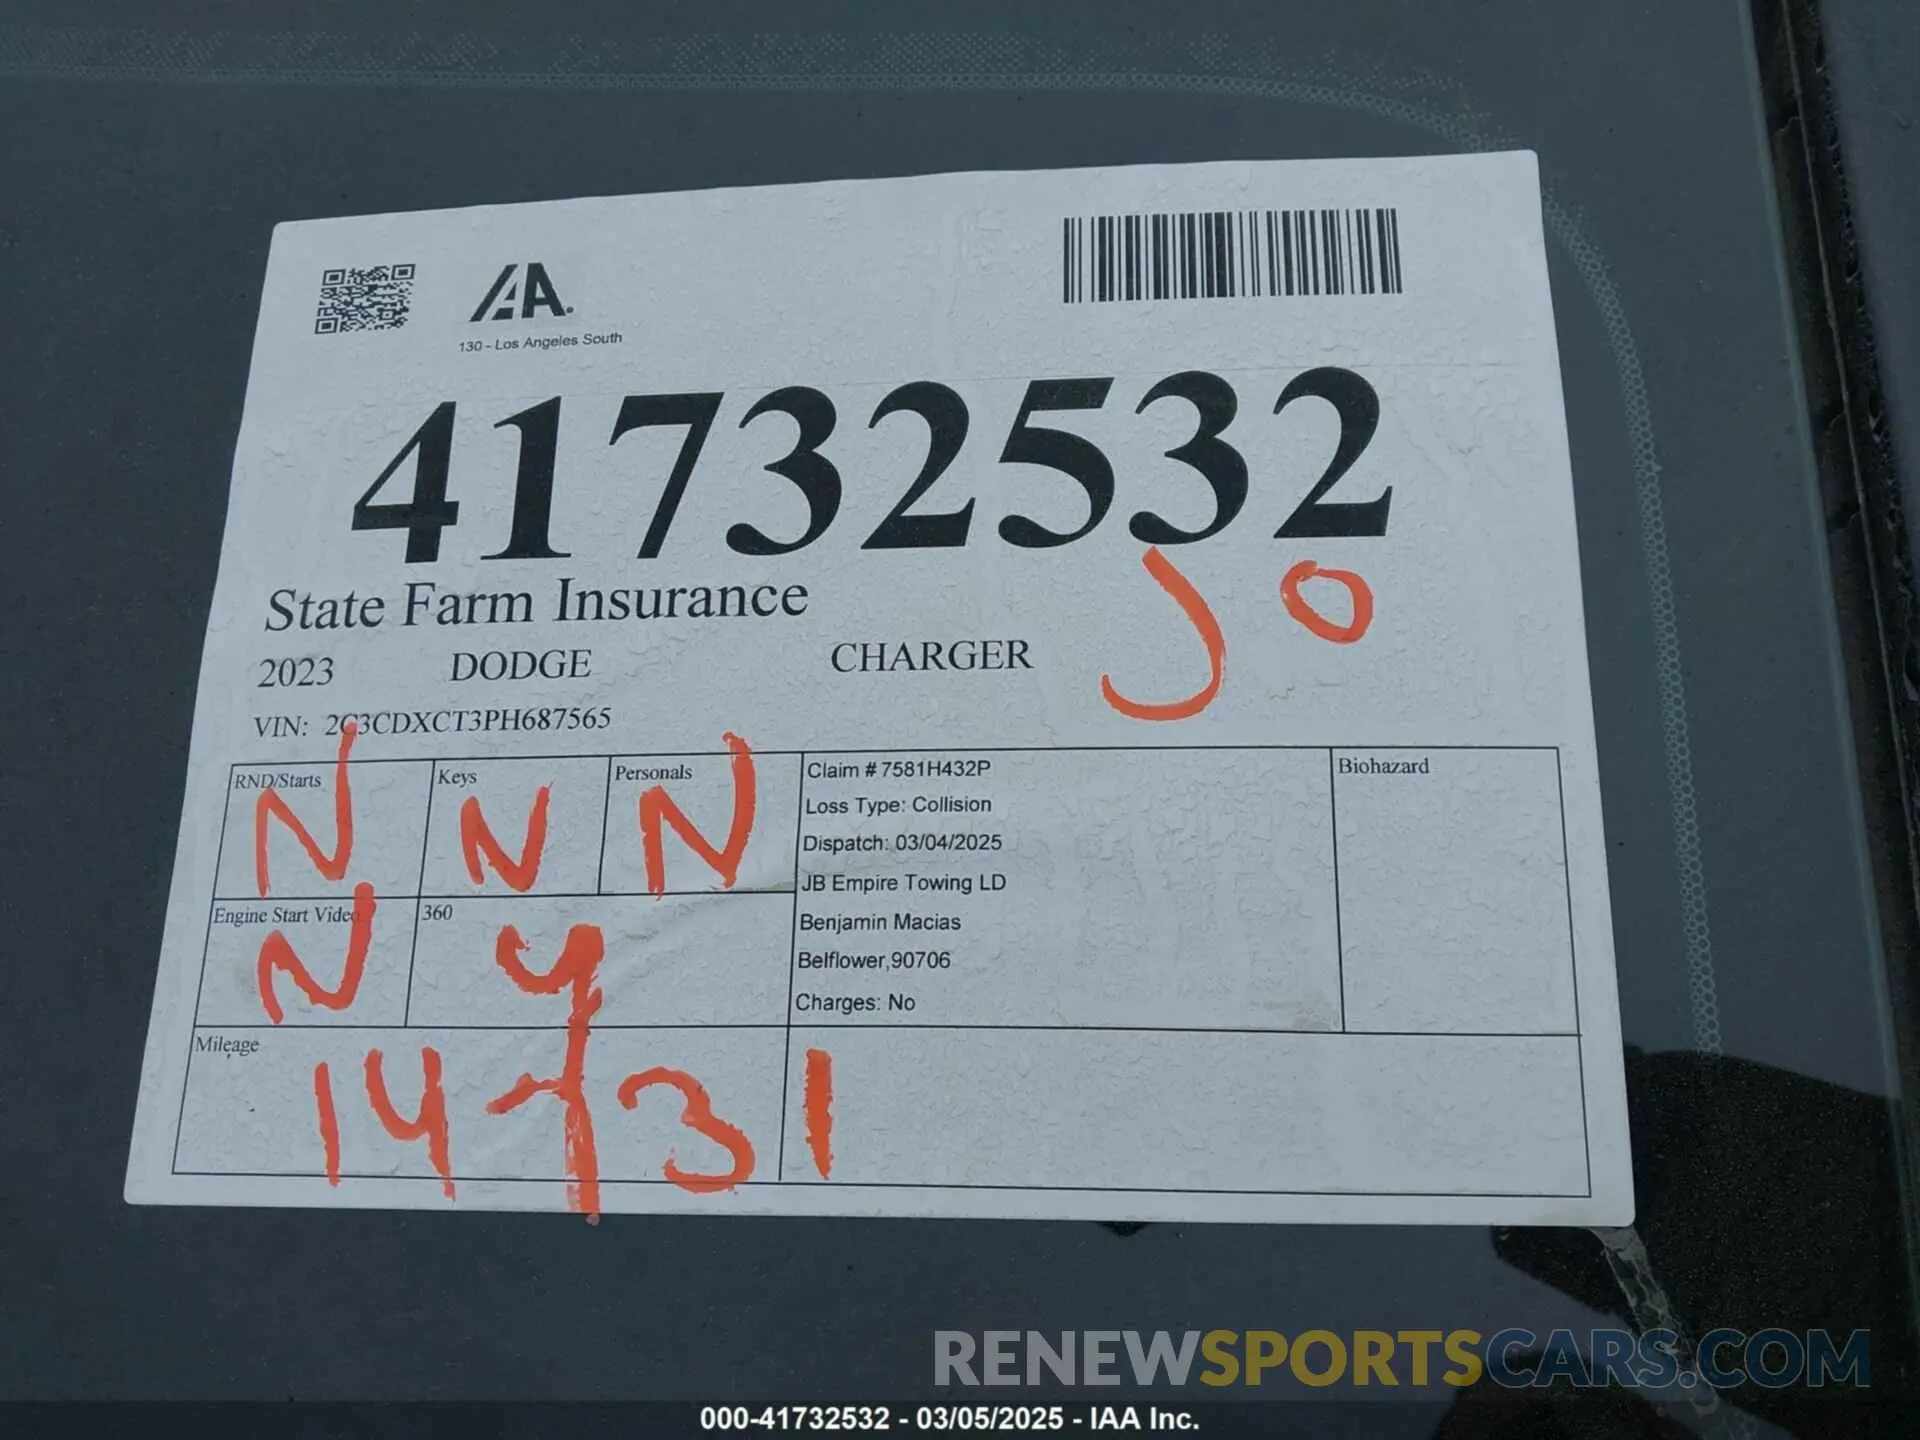 IAA.
130 - Los Angeles South
41732532
State Farm Insurance
JO
2023 DODGE CHARGER
VIN: 2C3CDXCT3PH687565
RND/Starts N
Keys N
Personals N
Claim # 7581H432P
Loss Type: Collision
Dispatch: 03/04/2025
JB Empire Towing LD
Benjamin Macias
Belflower,90706
Charges: No
Biohazard
Engine Start Video N
360 Y
Mileage
14731
RENEWSPORTSCARS.COM
000-41732532 - 03/05/2025 - IAA Inc.